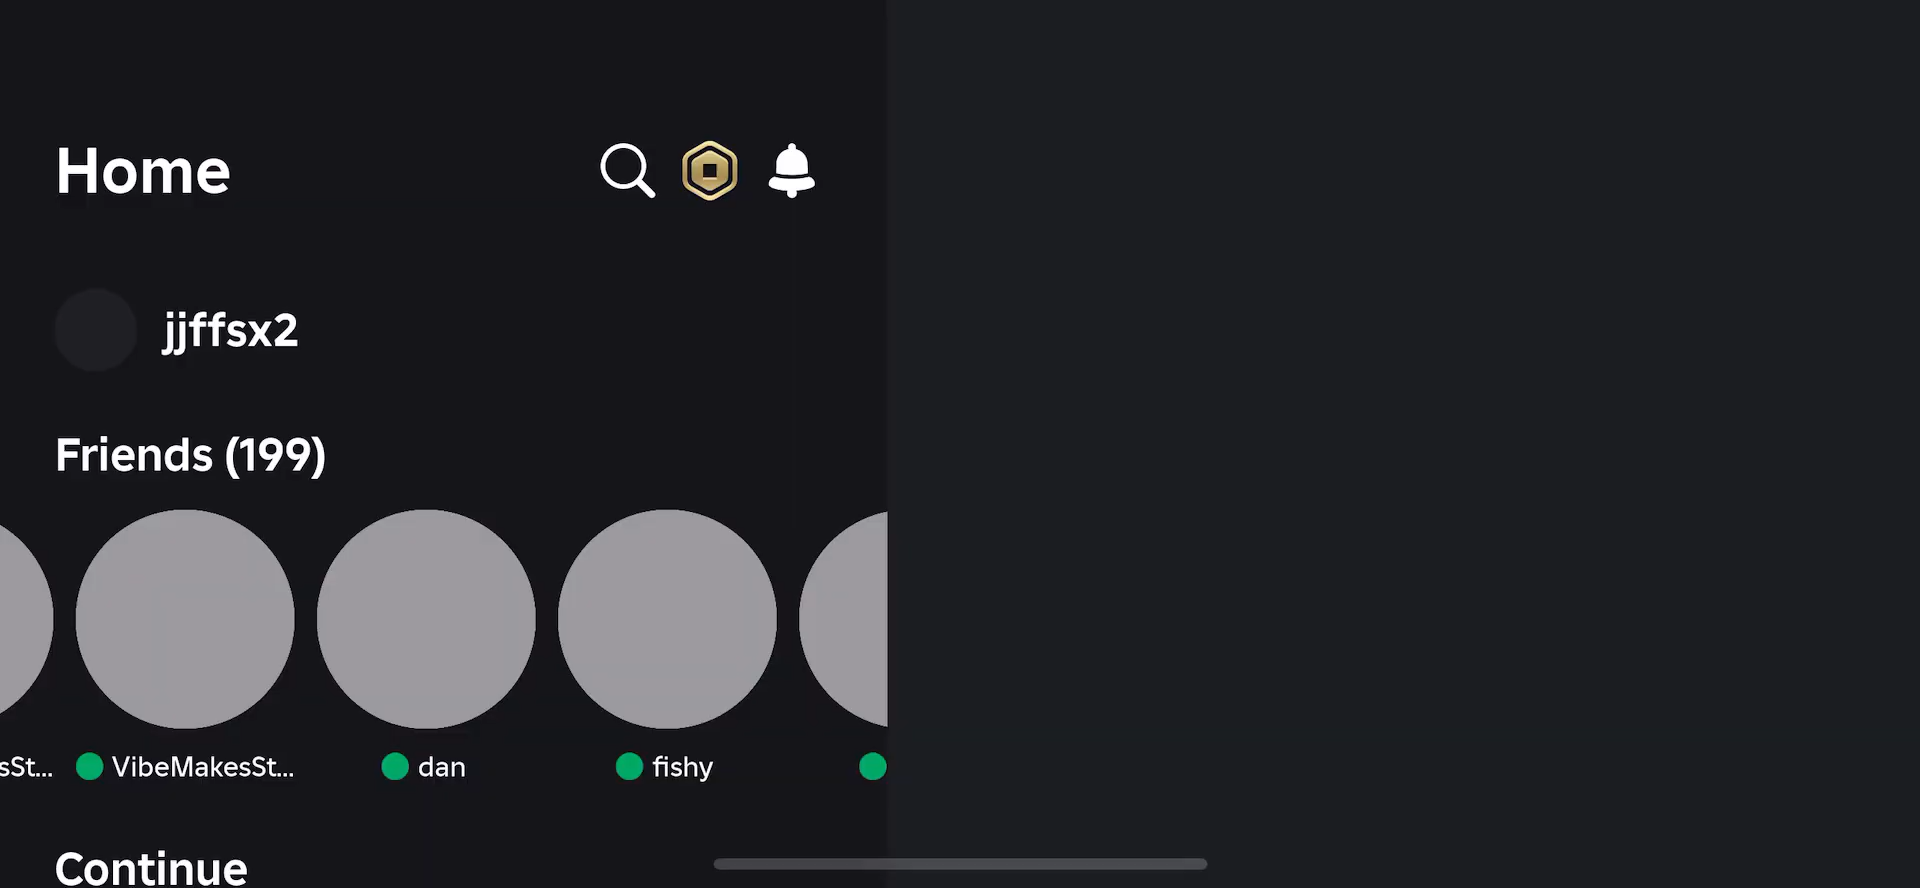 Home
jjffsx2
Friends (199)
sSt... VibeMakesSt... dan fishy
Continue